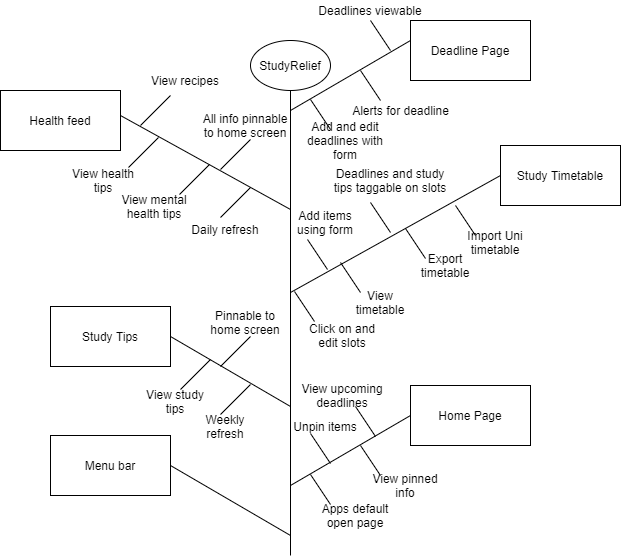 Deadlines viewable
Deadline Page
StudyRelief
View recipes
Alerts for deadline
Health feed
All info pinnable
to home screen
Add and edit
deadlines with
form
View health
tips
Deadlines and study
tips taggable on slots
Study Timetable
View mental
health tips
Daily refresh
Add items
using form
Import Uni
timetable
Export
timetable
View
timetable
Pinnable to
home screen
Click on and
edit slots
Study Tips
View study
tips
View upcoming
deadlines
Weekly
refresh
Unpin items
Home Page
Menu bar
View pinned
info
Apps default
open page